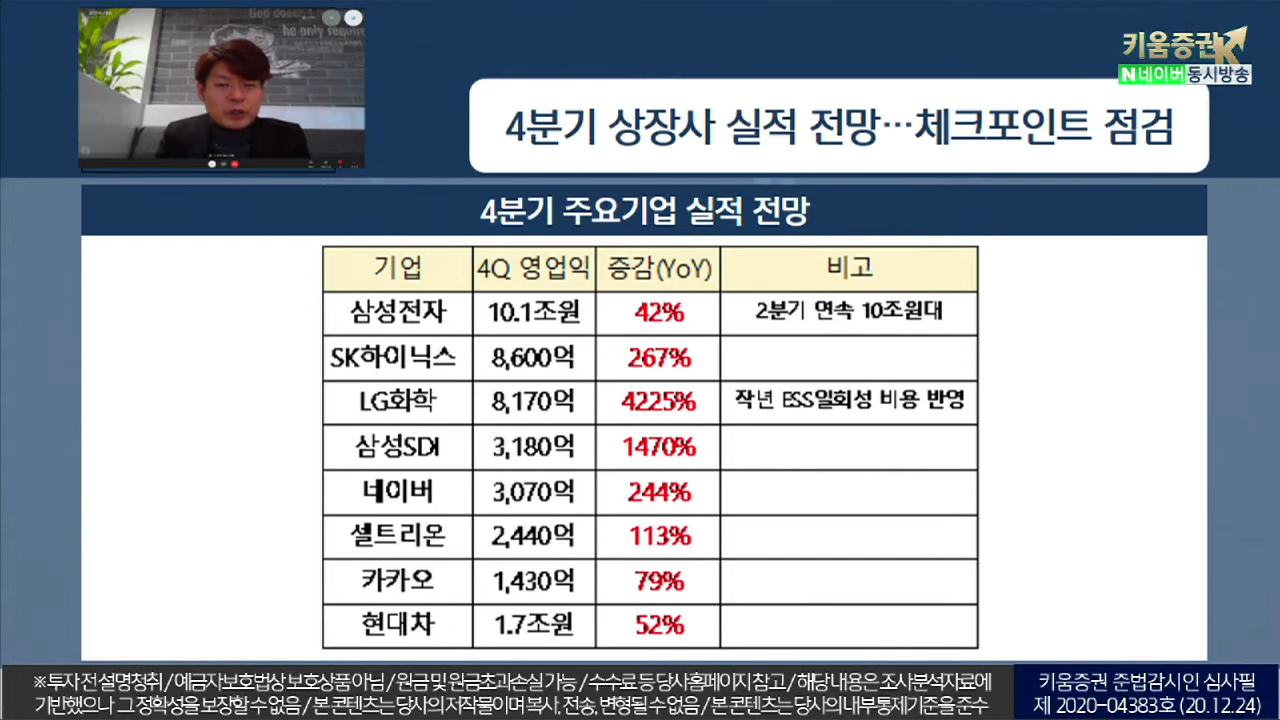 God doesn't
he only requir
키움증권
N네이버 동시방송
4분기 상장사 실적 전망…체크포인트 점검
4분기 주요기업 실적 전망
기업 4Q 영업익 증감(YoY) 비고
삼성전자 10.1조원 42% 2분기 연속 10조원대
SK하이닉스 8,600억 267%
LG화학 8,170억 4225% 작년 ESS일회성 비용 반영
삼성SDI 3,180억 1470%
네이버 3,070억 244%
셀트리온 2,440억 113%
카카오 1,430억 79%
현대차 1.7조원 52%
※ 투자 전 설명청취 / 예금자보호법상 보호상품 아님 / 원금 및 원금초과손실 가능 / 수수료 등 당사홈페이지 참고 / 해당 내용은 조사분석자료에
기반했으나 그 정확성을 보장할 수 없음 / 본 콘텐츠는 당사의 저작물이며 복사, 전송, 변형될 수 없음 / 본 콘텐츠는 당사의 내부통제기준을 준수
키움증권 준법감시인 심사필
제 2020-04383호 (20.12.24)